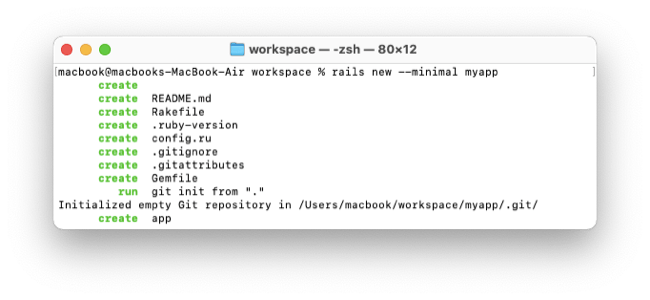 workspace — -zsh — 80×12
[macbook@macbooks-MacBook-Air workspace % rails new --minimal myapp ]
create
create README.md
create Rakefile
create .ruby-version
create config.ru
create .gitignore
create .gitattributes
create Gemfile
run git init from "."
Initialized empty Git repository in /Users/macbook/workspace/myapp/.git/
create app